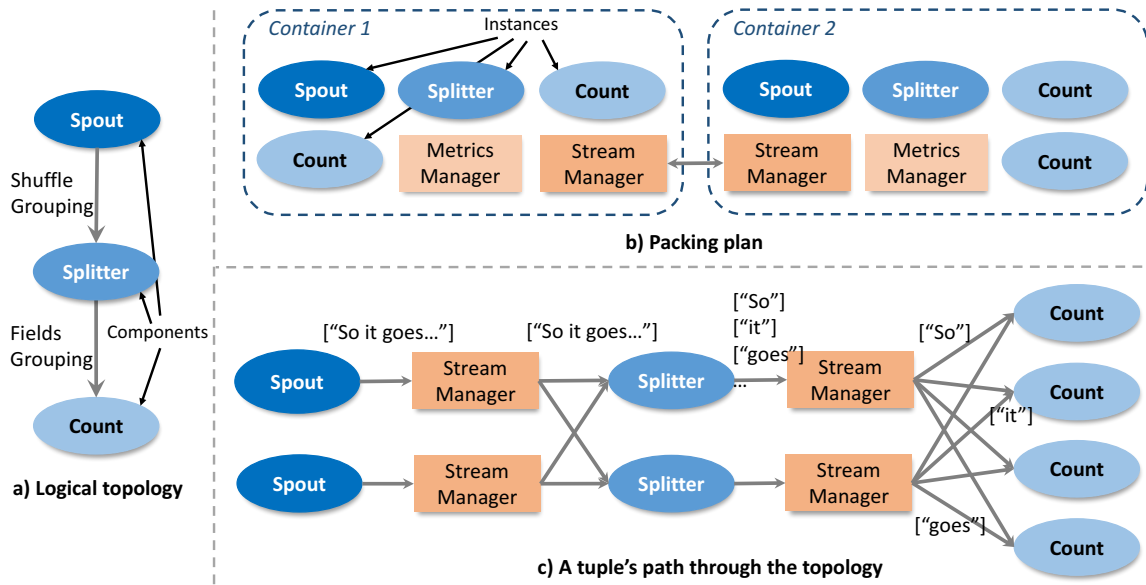 Spout
Shuffle
Grouping
Splitter
Fields
Grouping
Components
Count
a) Logical topology
Container 1
Instances
Container 2
Spout
Splitter
Count
Spout
Splitter
Count
Count
Metrics
Manager
Stream
Manager
Stream
Manager
Metrics
Manager
Count
b) Packing plan
["So it goes…"]
["So it goes…"]
["So"]
["it"]
["goes"]
…
["So"]
Count
Spout
Stream
Manager
Splitter
Stream
Manager
Count
["it"]
Spout
Stream
Manager
Splitter
Stream
Manager
Count
["goes"]
Count
c) A tuple’s path through the topology